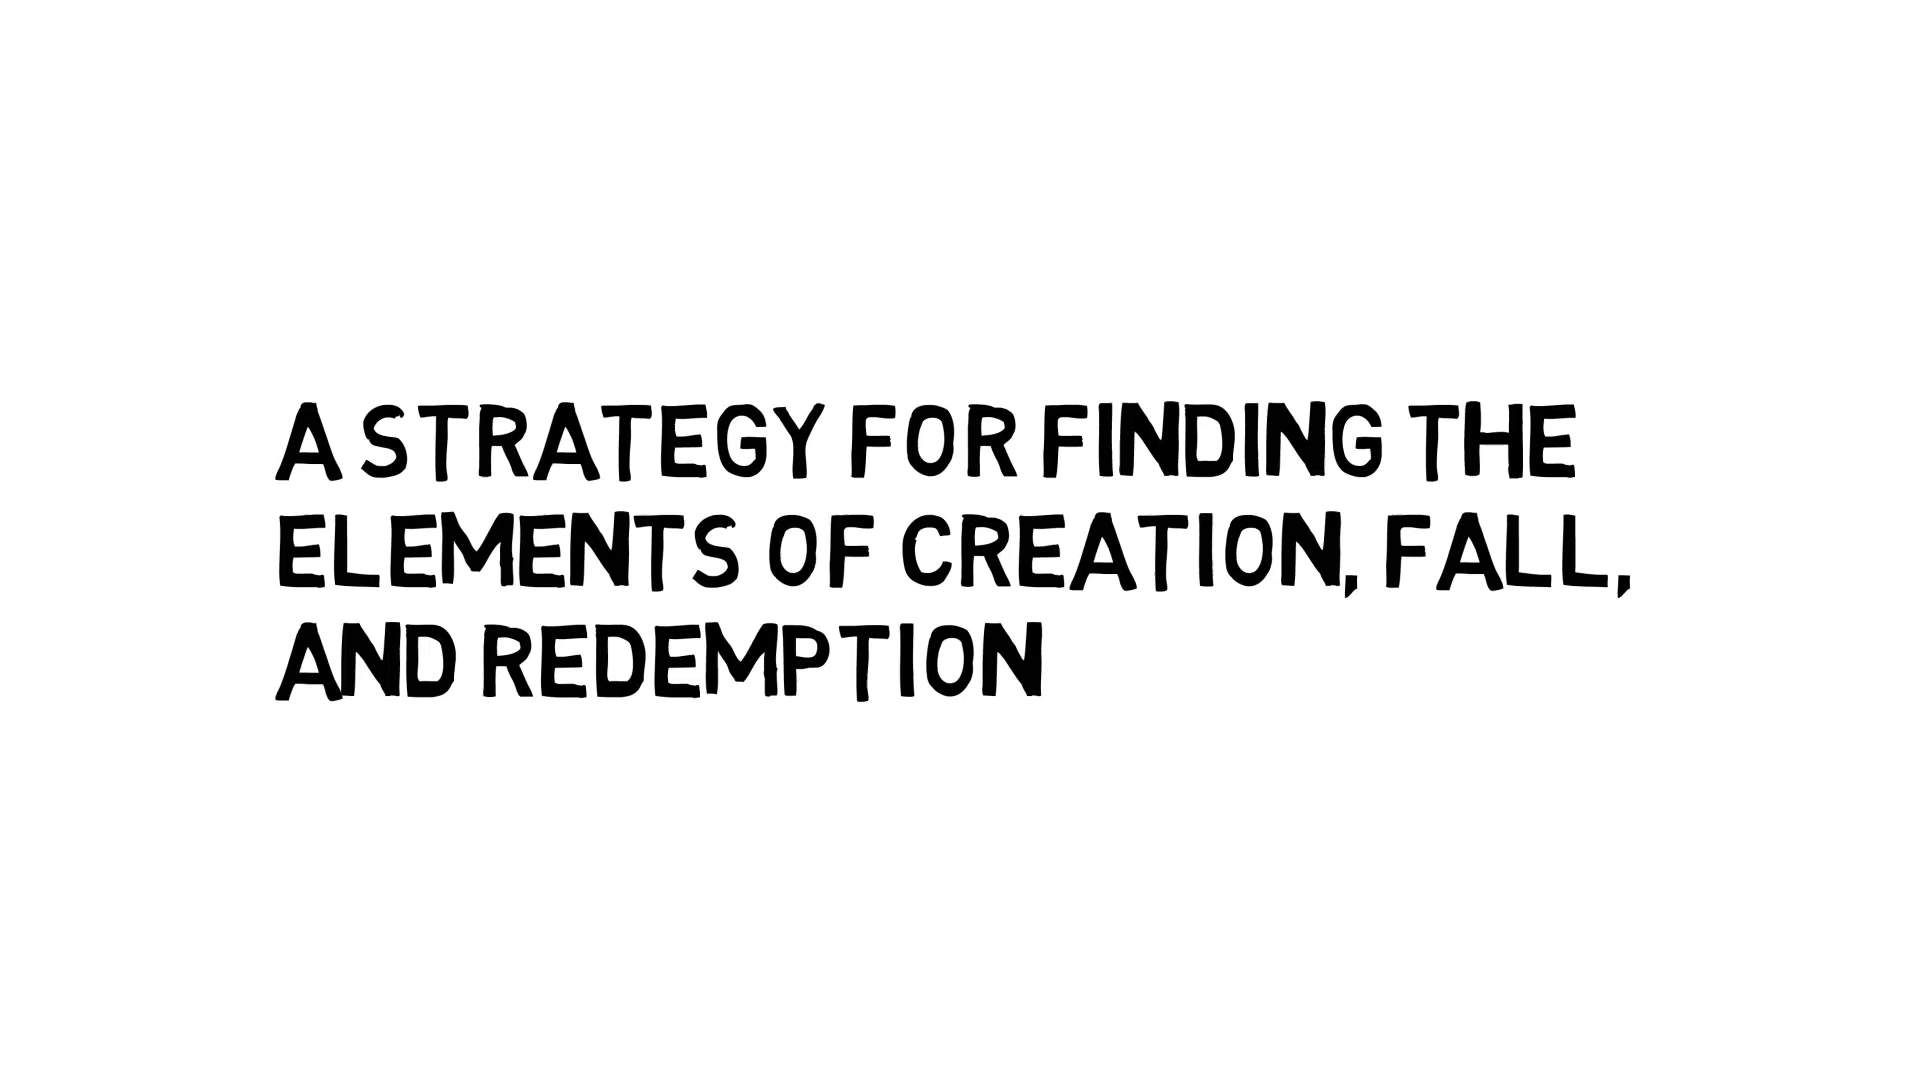 A STRATEGY FOR FINDING THE
ELEMENTS OF CREATION, FALL,
AND REDEMPTION